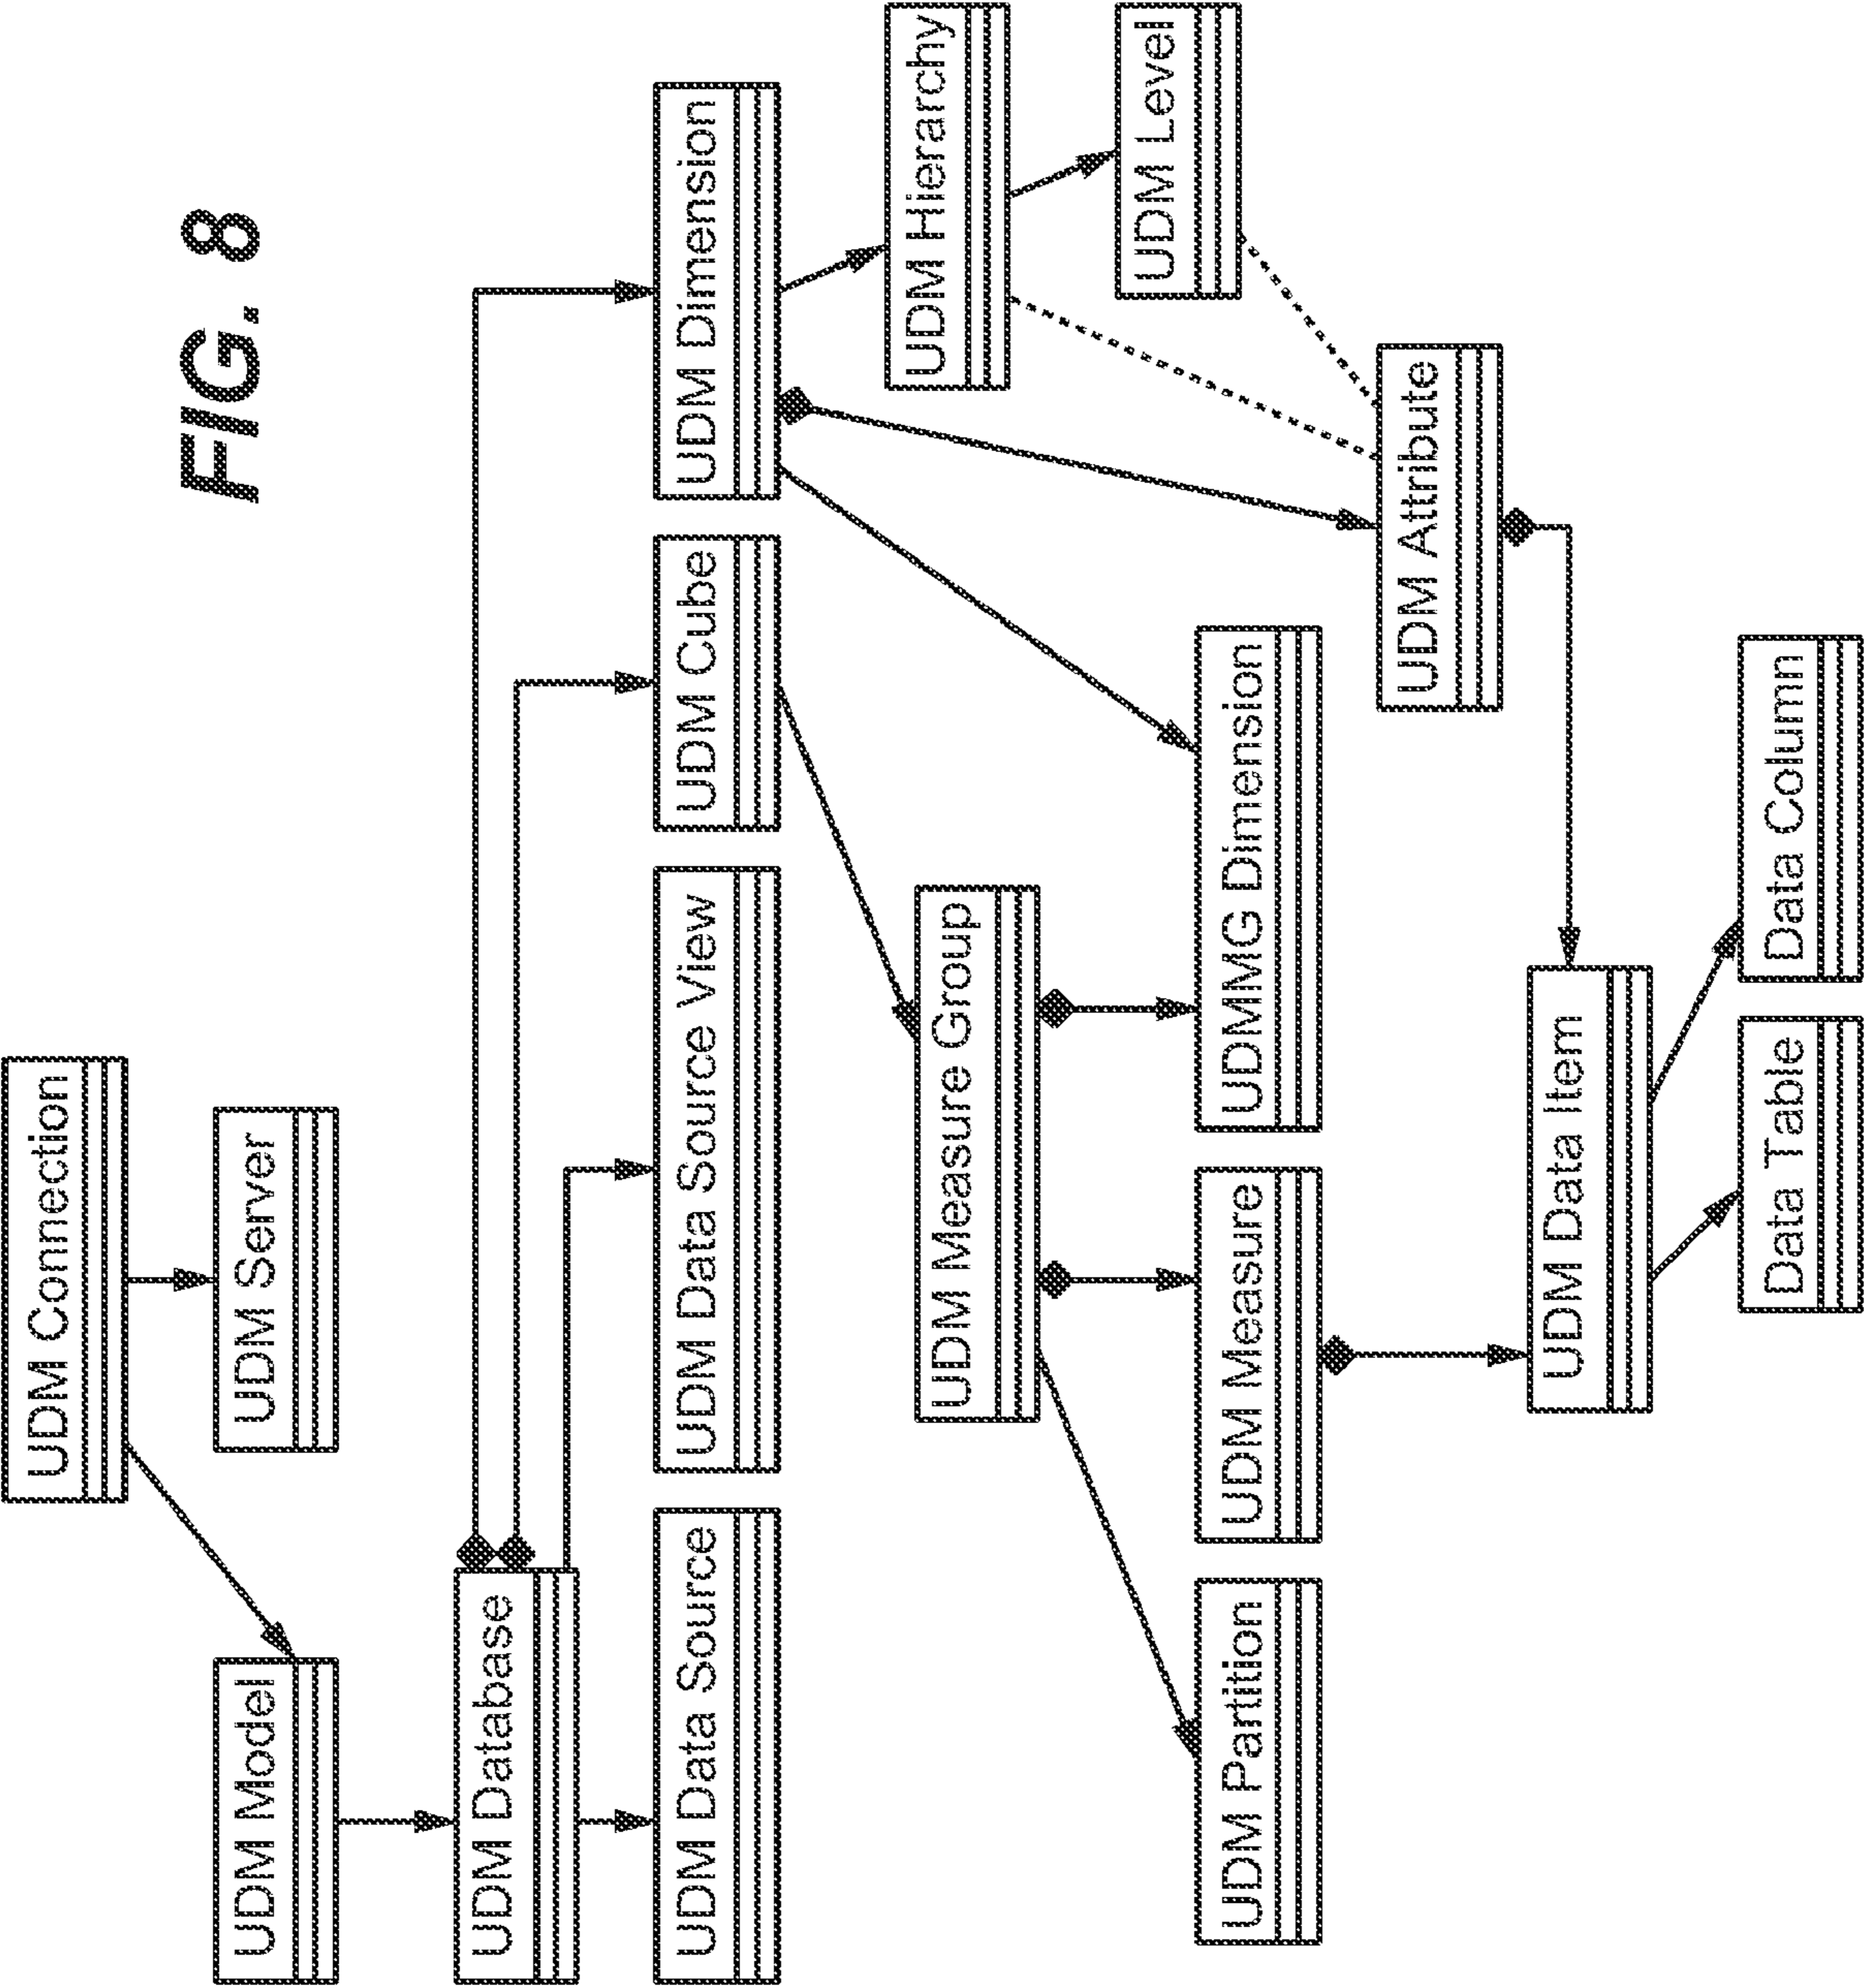 FIG. 8
UDM Connection
UDM Model
UDM Server
UDM Database
UDM Data Source
UDM Data Source View
UDM Cube
UDM Dimension
UDM Hierarchy
UDM Measure Group
UDM Level
UDM Partition
UDM Measure
UDMMG Dimension
UDM Attribute
UDM Data Item
Data Table
Data Column